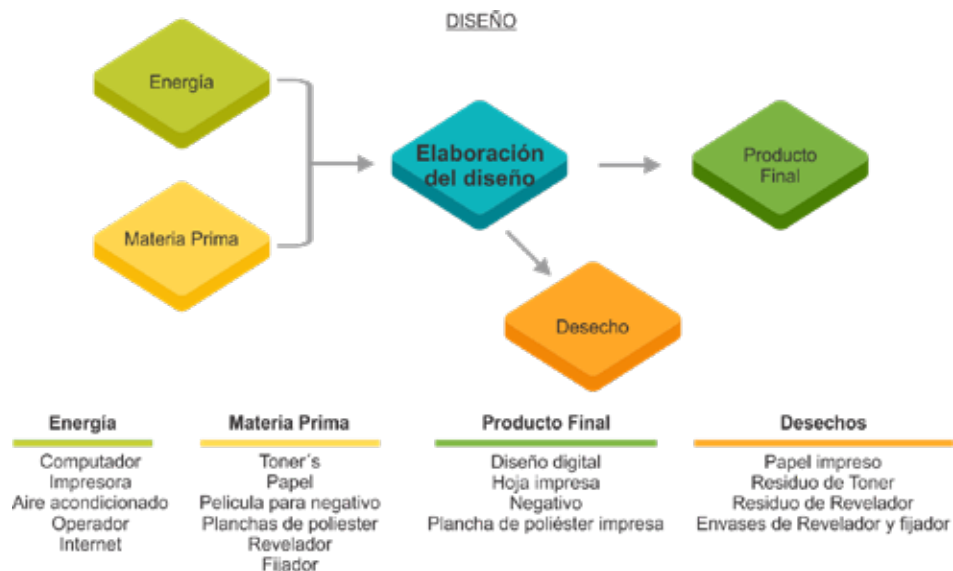 DISEÑO
Energía
Materia Prima
Elaboración
del diseño
Producto
Final
Desecho
Energía
Computador
Impresora
Aire acondicionado
Operador
Internet
Materia Prima
Toner´s
Papel
Pelicula para negativo
Planchas de poliester
Revelador
Fijador
Producto Final
Diseño digital
Hoja impresa
Negativo
Plancha de poliéster impresa
Desechos
Papel impreso
Residuo de Toner
Residuo de Revelador
Envases de Revelador y fijador